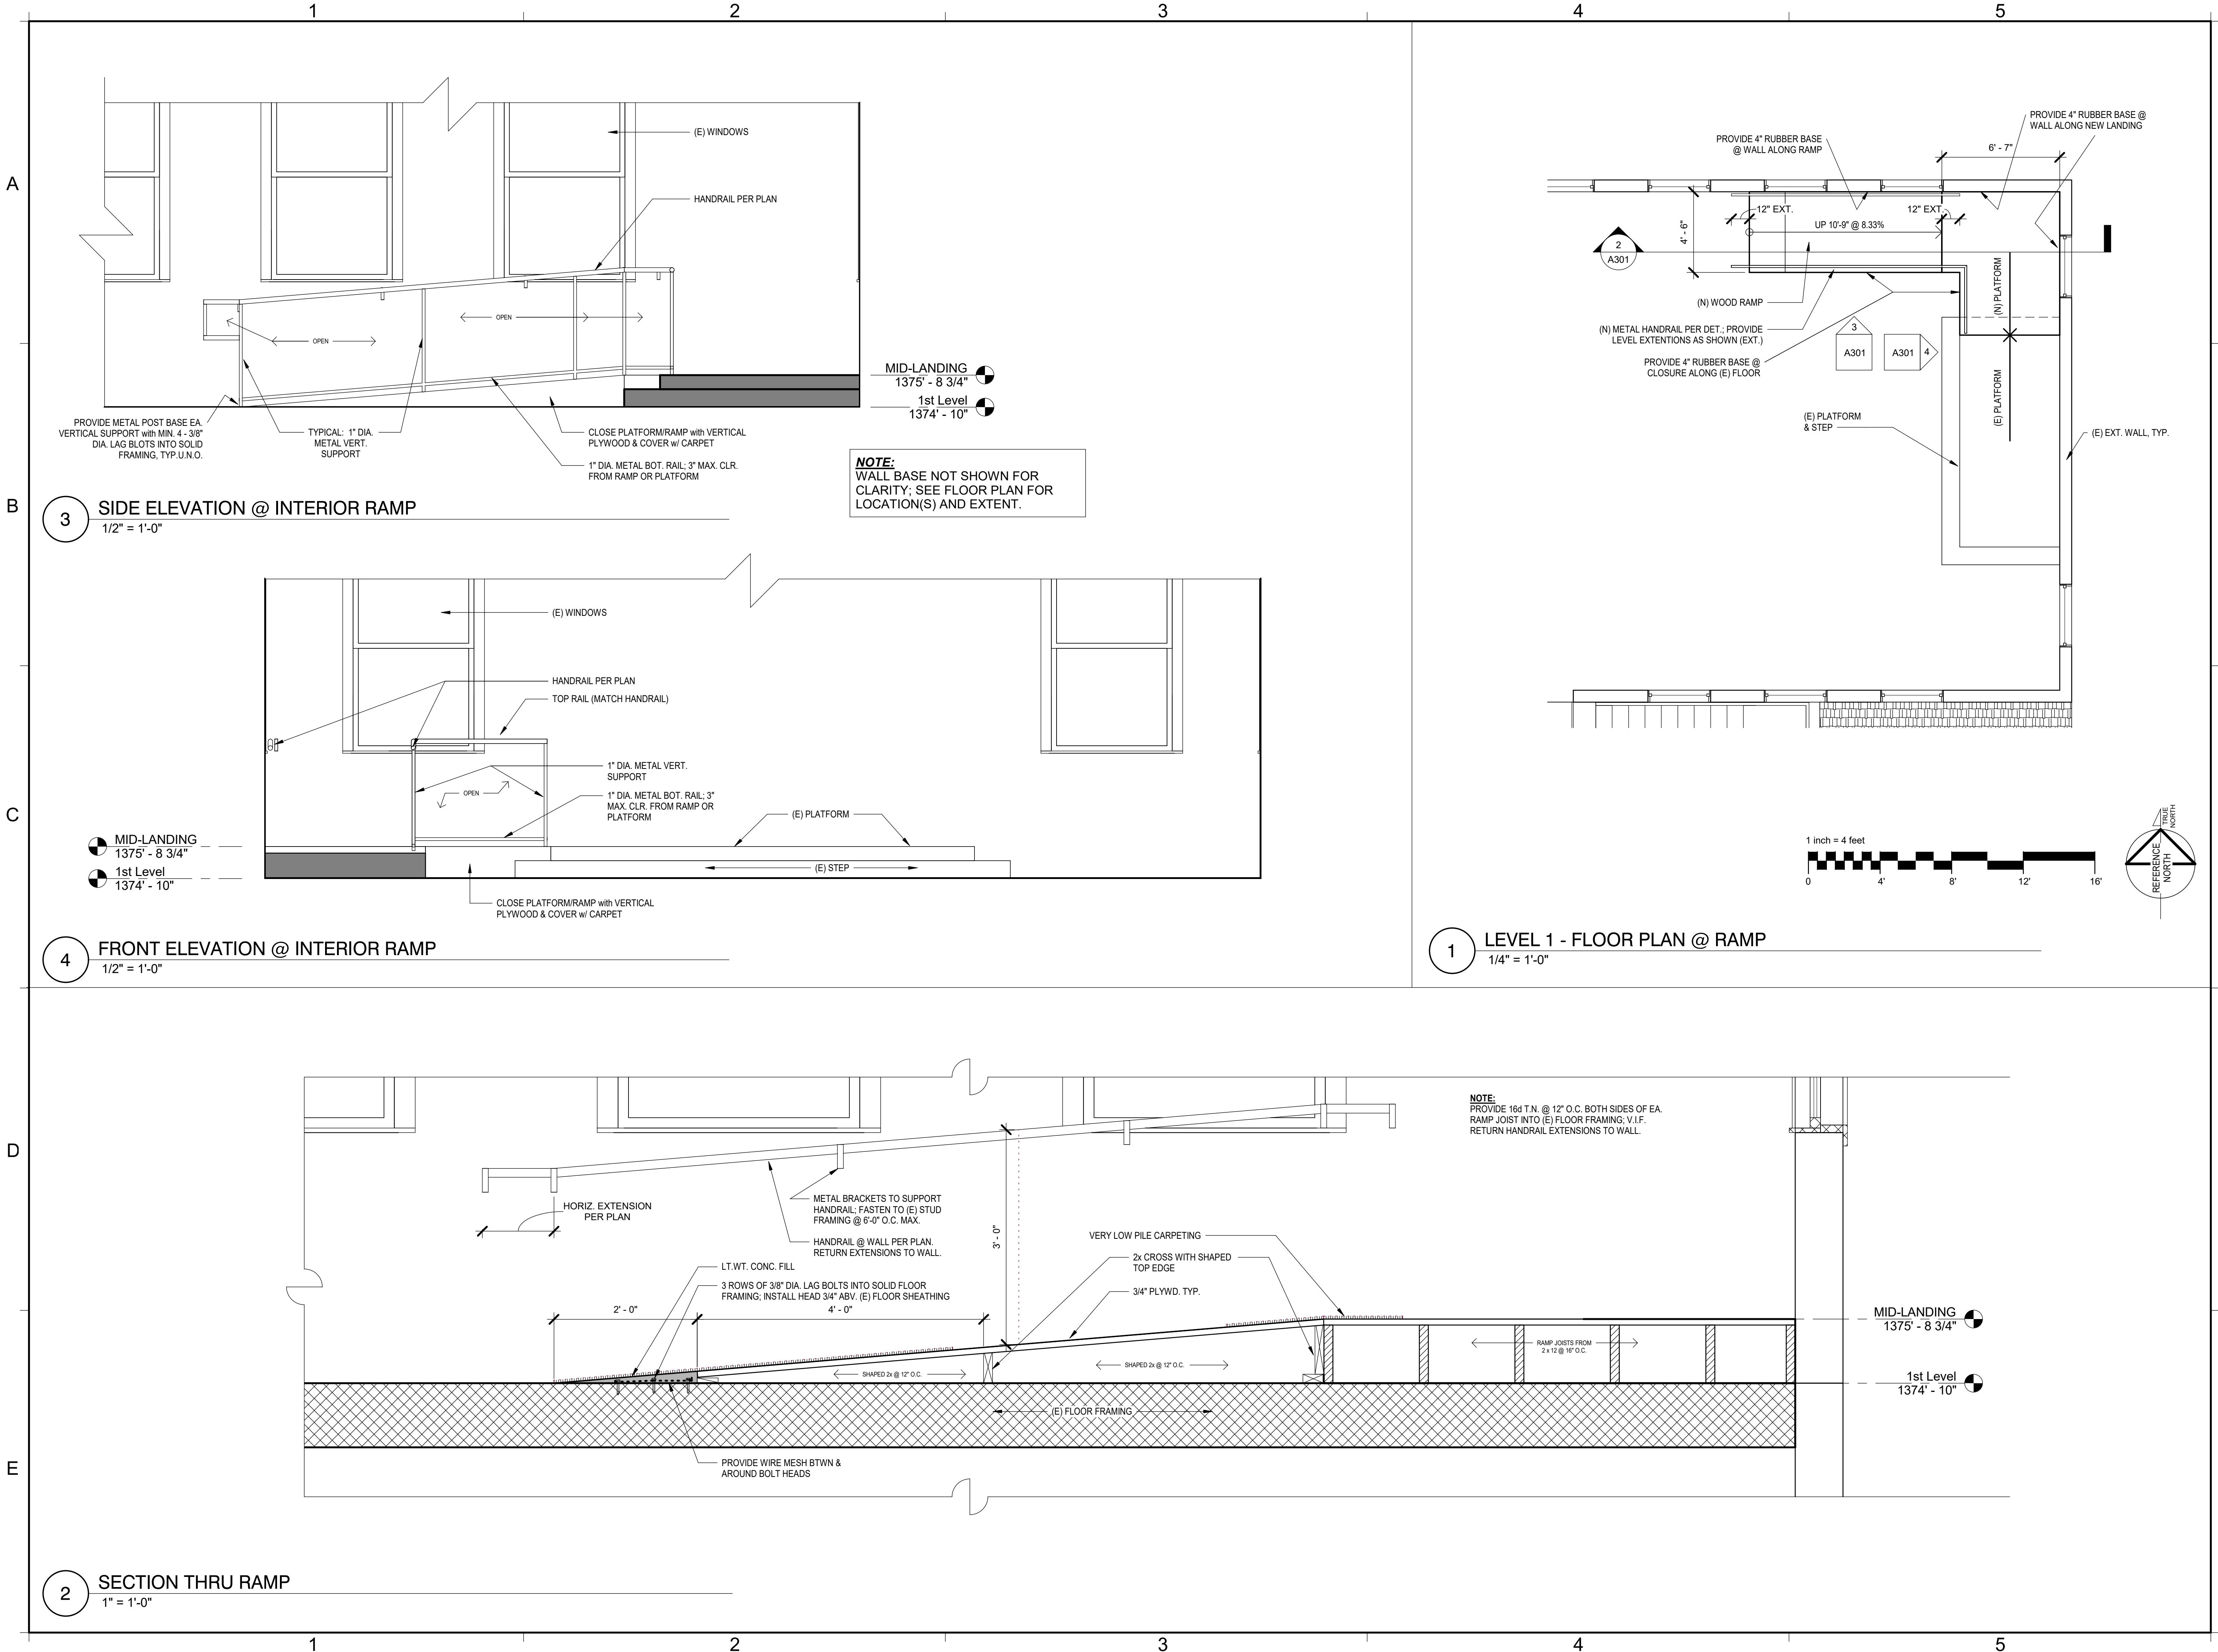 1
2
3
4
5
A
B
C
D
E
(E) WINDOWS
HANDRAIL PER PLAN
OPEN
OPEN
MID-LANDING
1375' - 8 3/4"
1st Level
1374' - 10"
PROVIDE METAL POST BASE EA.
VERTICAL SUPPORT with MIN. 4 - 3/8"
DIA. LAG BLOTS INTO SOLID
FRAMING, TYP.U.N.O.
TYPICAL: 1" DIA.
METAL VERT.
SUPPORT
CLOSE PLATFORM/RAMP with VERTICAL
PLYWOOD & COVER w/ CARPET
1" DIA. METAL BOT. RAIL; 3" MAX. CLR.
FROM RAMP OR PLATFORM
NOTE:
WALL BASE NOT SHOWN FOR
CLARITY; SEE FLOOR PLAN FOR
LOCATION(S) AND EXTENT.
3
SIDE ELEVATION @ INTERIOR RAMP
1/2" = 1'-0"
(E) WINDOWS
HANDRAIL PER PLAN
TOP RAIL (MATCH HANDRAIL)
1" DIA. METAL VERT.
SUPPORT
OPEN
1" DIA. METAL BOT. RAIL; 3"
MAX. CLR. FROM RAMP OR
PLATFORM
(E) PLATFORM
(E) STEP
MID-LANDING
1375' - 8 3/4"
1st Level
1374' - 10"
CLOSE PLATFORM/RAMP with VERTICAL
PLYWOOD & COVER w/ CARPET
4
FRONT ELEVATION @ INTERIOR RAMP
1/2" = 1'-0"
PROVIDE 4" RUBBER BASE @
WALL ALONG NEW LANDING
PROVIDE 4" RUBBER BASE
@ WALL ALONG RAMP
6' - 7"
12" EXT.
12" EXT.
UP 10'-9" @ 8.33%
4' - 6"
2
A301
(N) PLATFORM
(N) WOOD RAMP
(N) METAL HANDRAIL PER DET.; PROVIDE
LEVEL EXTENTIONS AS SHOWN (EXT.)
3
A301
A301
4
PROVIDE 4" RUBBER BASE @
CLOSURE ALONG (E) FLOOR
(E) PLATFORM
(E) PLATFORM
& STEP
(E) EXT. WALL, TYP.
1 inch = 4 feet
0
4'
8'
12'
16'
TRUE
NORTH
REFERENCE
NORTH
1
LEVEL 1 - FLOOR PLAN @ RAMP
1/4" = 1'-0"
NOTE:
PROVIDE 16d T.N. @ 12" O.C. BOTH SIDES OF EA.
RAMP JOIST INTO (E) FLOOR FRAMING; V.I.F.
RETURN HANDRAIL EXTENSIONS TO WALL.
HORIZ. EXTENSION
PER PLAN
METAL BRACKETS TO SUPPORT
HANDRAIL; FASTEN TO (E) STUD
FRAMING @ 6'-0" O.C. MAX.
HANDRAIL @ WALL PER PLAN.
RETURN EXTENSIONS TO WALL.
3' - 0"
VERY LOW PILE CARPETING
2x CROSS WITH SHAPED
TOP EDGE
3/4" PLYWD. TYP.
LT.WT. CONC. FILL
3 ROWS OF 3/8" DIA. LAG BOLTS INTO SOLID FLOOR
FRAMING; INSTALL HEAD 3/4" ABV. (E) FLOOR SHEATHING
2' - 0"
4' - 0"
MID-LANDING
1375' - 8 3/4"
RAMP JOISTS FROM
2 x 12 @ 16" O.C.
SHAPED 2x @ 12" O.C.
SHAPED 2x @ 12" O.C.
1st Level
1374' - 10"
(E) FLOOR FRAMING
PROVIDE WIRE MESH BTWN &
AROUND BOLT HEADS
2
SECTION THRU RAMP
1" = 1'-0"
1
2
3
4
5